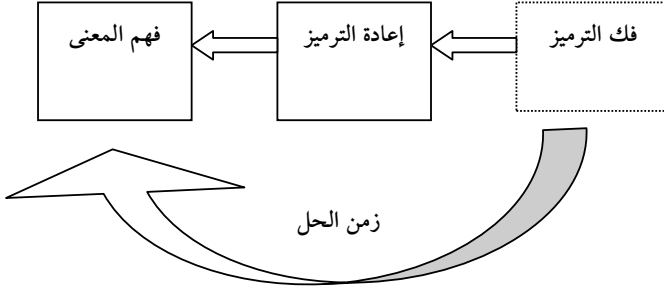 فك الترميز
إعادة الترميز
فهم المعنى
زمن الحل